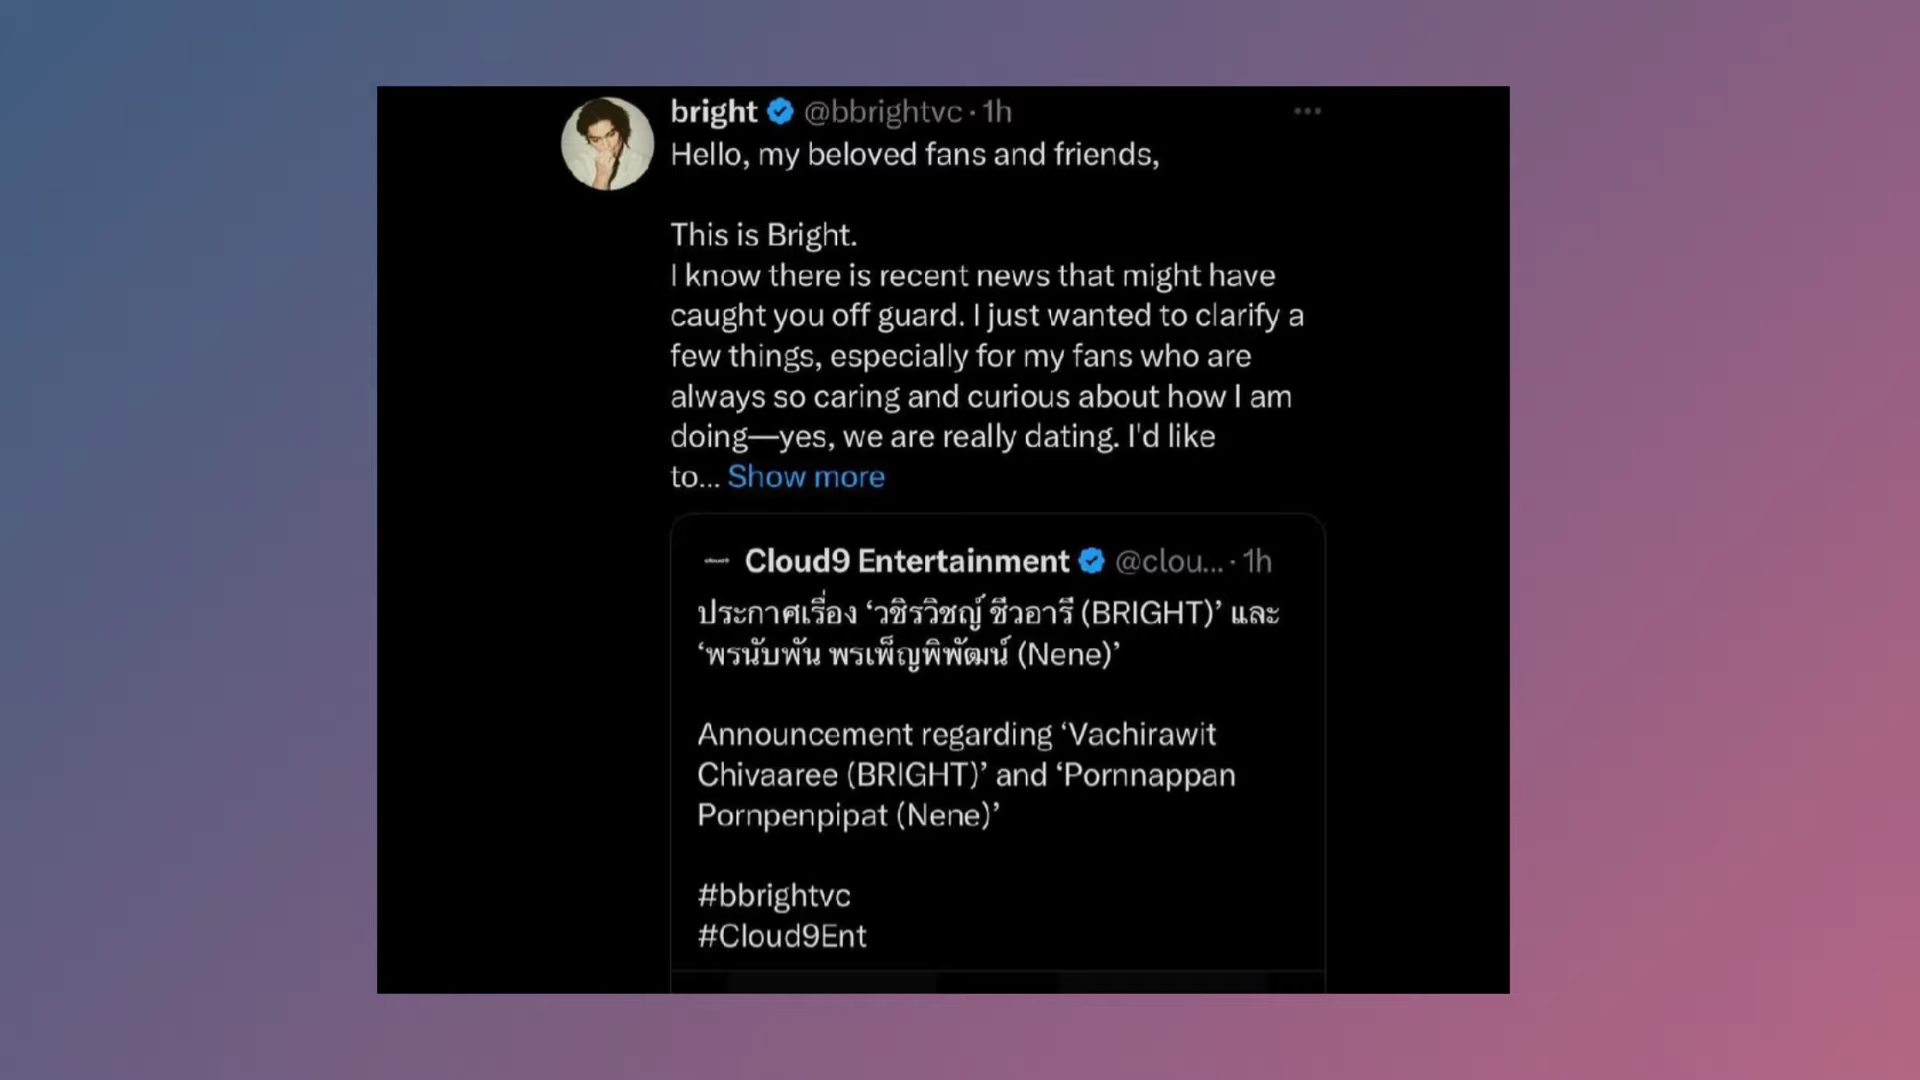 bright @bbrightvc · 1h
Hello, my beloved fans and friends,
This is Bright.
I know there is recent news that might have
caught you off guard. I just wanted to clarify a
few things, especially for my fans who are
always so caring and curious about how I am
doing—yes, we are really dating. I'd like
to... Show more
Cloud9 Entertainment @clou... · 1h
ประกาศเรื่อง ‘วชิรวิชญ์ ชีวอารี (BRIGHT)’ และ
‘พรนับพัน พรเพ็ญพิพัฒน์ (Nene)’
Announcement regarding ‘Vachirawit
Chivaaree (BRIGHT)’ and ‘Pornnappan
Pornpenpipat (Nene)’
#bbrightvc
#Cloud9Ent